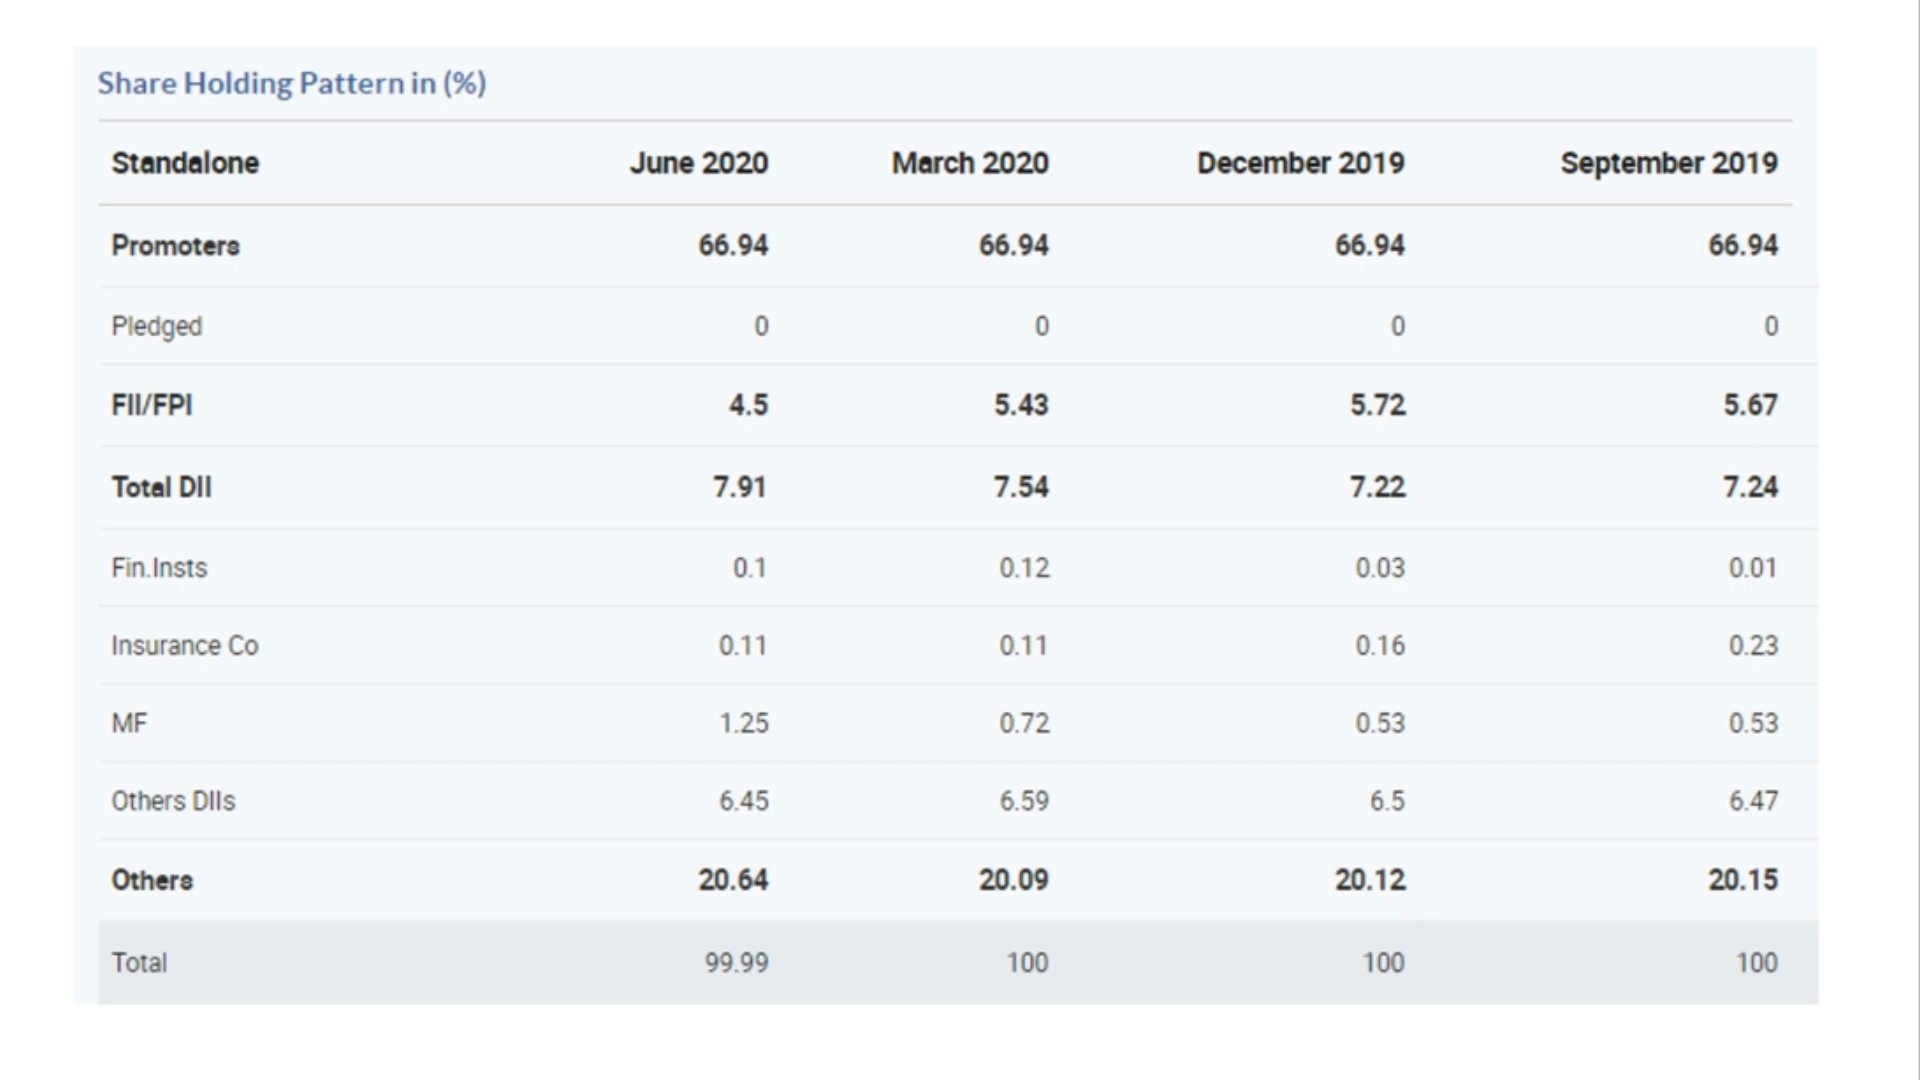 Share Holding Pattern in (%)
Standalone June 2020 March 2020 December 2019 September 2019
Promoters 66.94 66.94 66.94 66.94
Pledged 0 0 0 0
FII/FPI 4.5 5.43 5.72 5.67
Total DII 7.91 7.54 7.22 7.24
Fin.Insts 0.1 0.12 0.03 0.01
Insurance Co 0.11 0.11 0.16 0.23
MF 1.25 0.72 0.53 0.53
Others DIIs 6.45 6.59 6.5 6.47
Others 20.64 20.09 20.12 20.15
Total 99.99 100 100 100